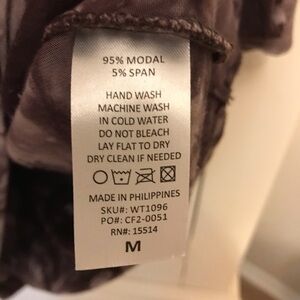 95% MODAL
5% SPAN
HAND WASH
MACHINE WASH
IN COLD WATER
DO NOT BLEACH
LAY FLAT TO DRY
DRY CLEAN IF NEEDED
MADE IN PHILIPPINES
SKU#: WT1096
PO#: CF2-0051
RN#: 15514
M